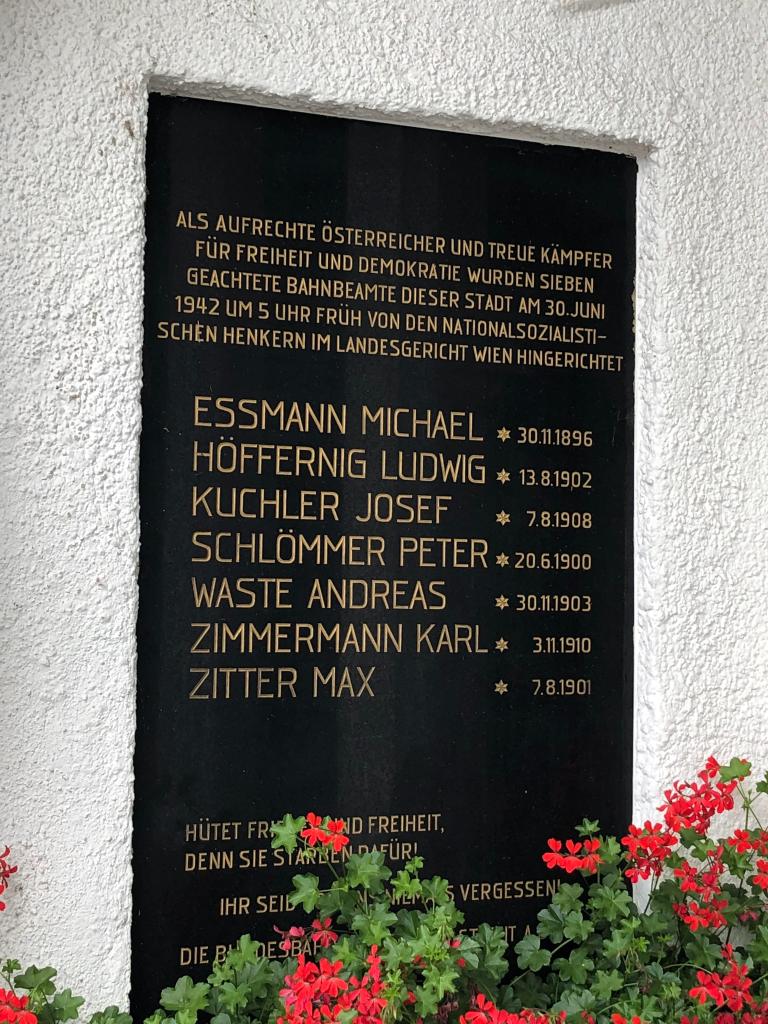 ALS AUFRECHTE ÖSTERREICHER UND TREUE KÄMPFER
FÜR FREIHEIT UND DEMOKRATIE WURDEN SIEBEN
GEACHTETE BAHNBEAMTE DIESER STADT AM 30. JUNI
1942 UM 5 UHR FRÜH VON DEN NATIONALSOZIALISTI-
SCHEN HENKERN IM LANDESGERICHT WIEN HINGERICHTET
ESSMANN MICHAEL ✶ 30.11.1896
HÖFFERNIG LUDWIG ✶ 13.8.1902
KUCHLER JOSEF ✶ 7.8.1908
SCHLÖMMER PETER ✶ 20.6.1900
WASTE ANDREAS ✶ 30.11.1903
ZIMMERMANN KARL ✶ 3.11.1910
ZITTER MAX ✶ 7.8.1901
HÜTET UND FREIHEIT,
DENN SIE STARBEN DAFÜR!
IHR VERGESSEN!
DIE